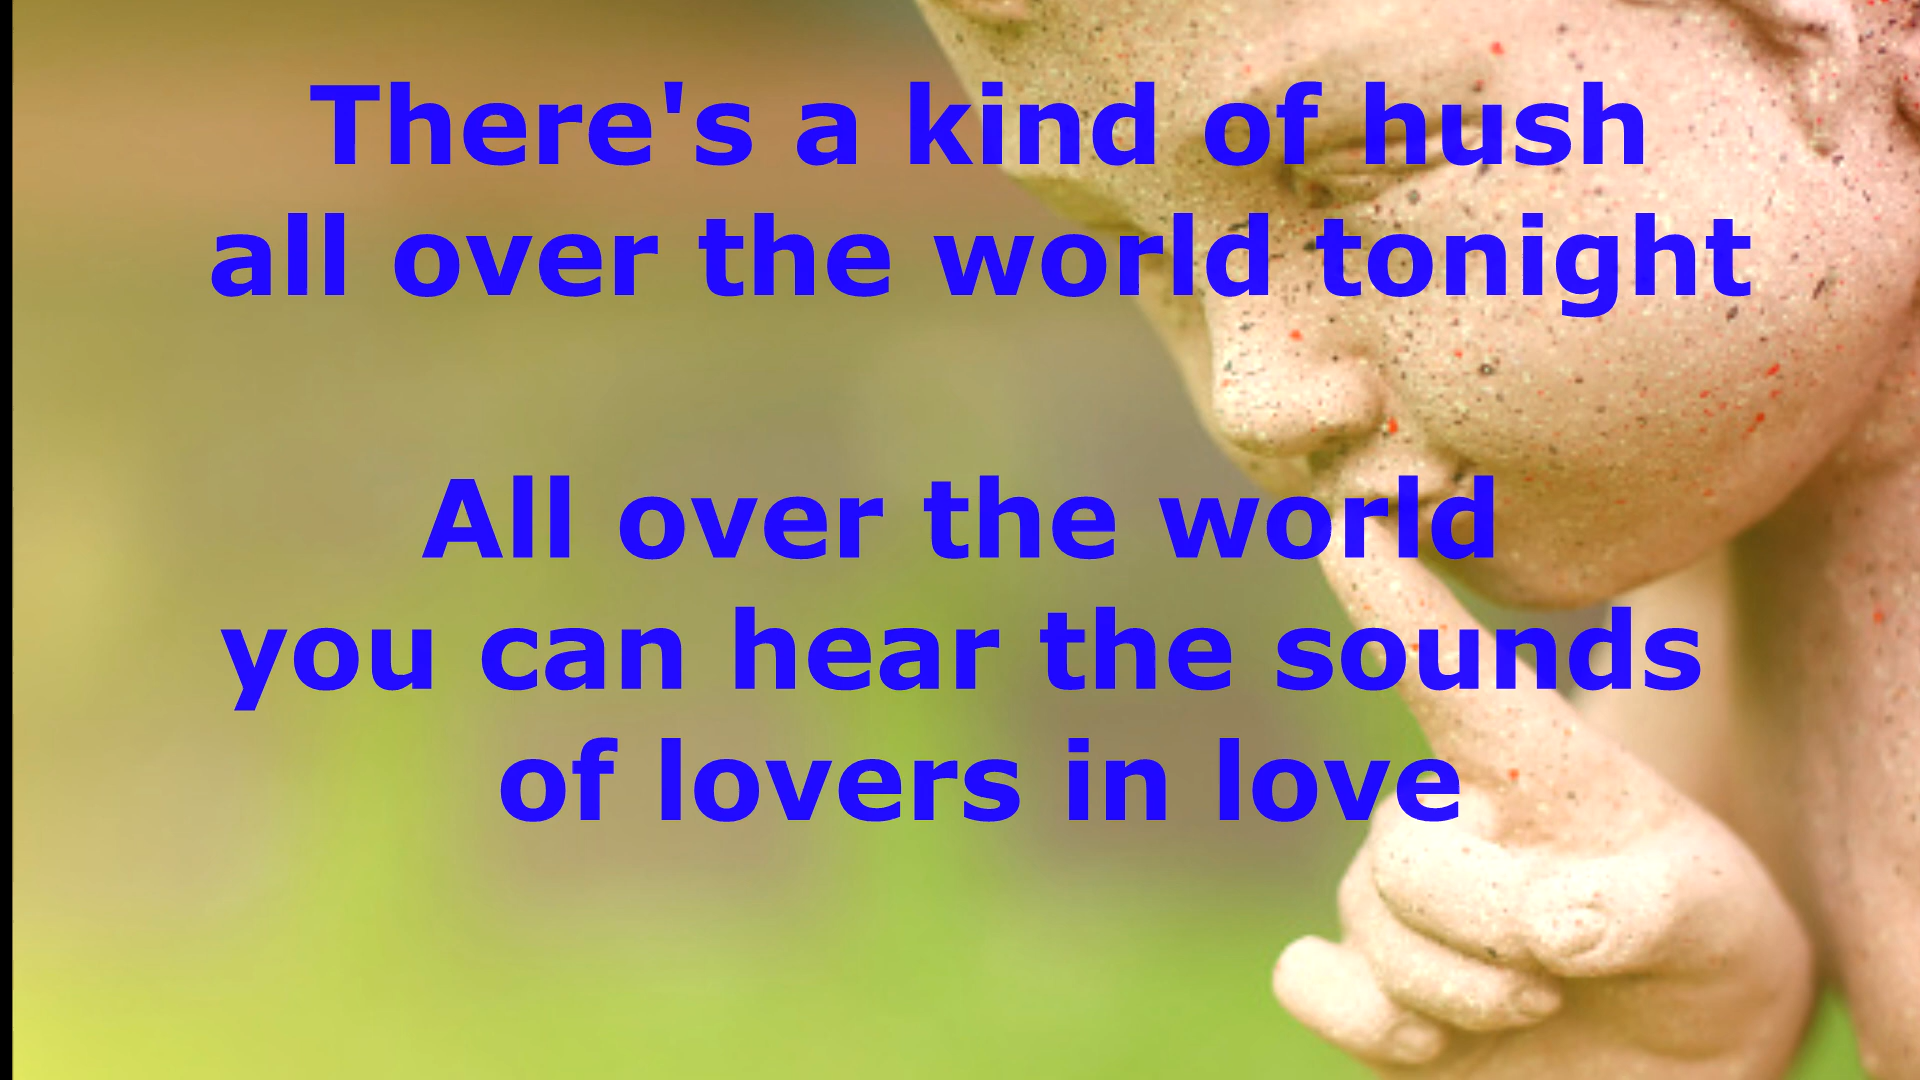 There's a kind of hush
all over the world tonight
All over the world
you can hear the sounds
of lovers in love